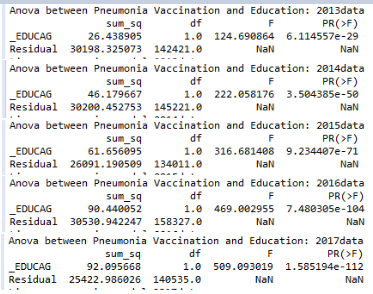 Anova between Pneumonia Vaccination and Education: 2013data
sum_sq df F PR(>F)
_EDUCAG 26.438905 1.0 124.690864 6.114557e-29
Residual 30198.325073 142421.0 NaN NaN
Anova between Pneumonia Vaccination and Education: 2014data
sum_sq df F PR(>F)
_EDUCAG 46.179667 1.0 222.058176 3.504385e-50
Residual 30200.452753 145221.0 NaN NaN
Anova between Pneumonia Vaccination and Education: 2015data
sum_sq df F PR(>F)
_EDUCAG 61.656095 1.0 316.681408 9.234407e-71
Residual 26091.190509 134011.0 NaN NaN
Anova between Pneumonia Vaccination and Education: 2016data
sum_sq df F PR(>F)
_EDUCAG 90.440052 1.0 469.002955 7.480305e-104
Residual 30530.942247 158327.0 NaN NaN
Anova between Pneumonia Vaccination and Education: 2017data
sum_sq df F PR(>F)
_EDUCAG 92.095668 1.0 509.093019 1.585194e-112
Residual 25422.986026 140535.0 NaN NaN